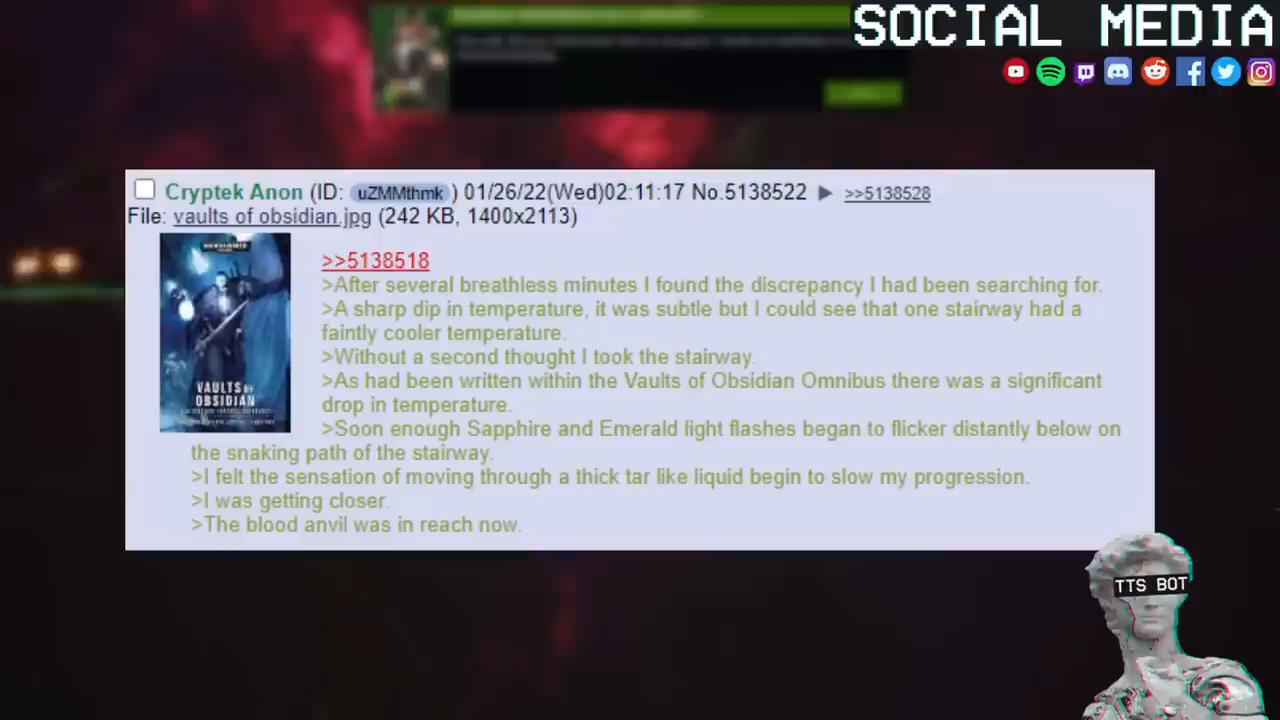 SOCIAL MEDIA
Cryptek Anon (ID: uZMMthmk ) 01/26/22(Wed)02:11:17 No.5138522 ▶ >>5138528
File: vaults of obsidian.jpg (242 KB, 1400x2113)
>>5138518
>After several breathless minutes I found the discrepancy I had been searching for.
>A sharp dip in temperature, it was subtle but I could see that one stairway had a
faintly cooler temperature.
>Without a second thought I took the stairway.
>As had been written within the Vaults of Obsidian Omnibus there was a significant
drop in temperature.
>Soon enough Sapphire and Emerald light flashes began to flicker distantly below on
the snaking path of the stairway.
>I felt the sensation of moving through a thick tar like liquid begin to slow my progression.
>I was getting closer.
>The blood anvil was in reach now.
VAULTS OF
OBSIDIAN
TTS BOT